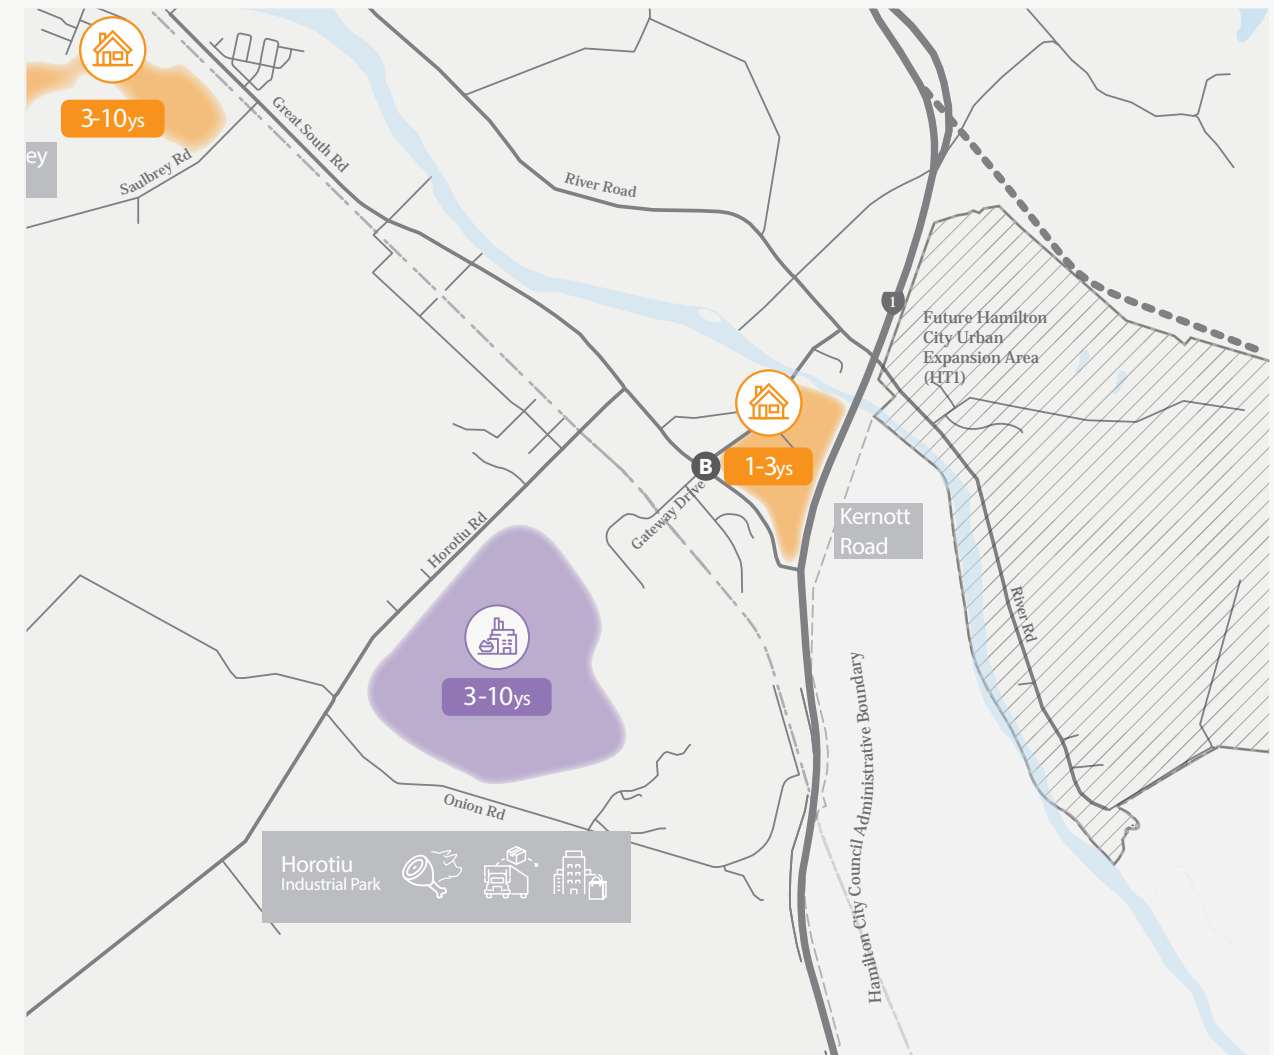 3-10ys
ey
Saulbrey Rd
Great South Rd
River Road
1
Future Hamilton
City Urban
Expansion Area
(HT1)
B
1-3ys
Gateway Drive
Kernott
Road
Horotiu Rd
River Rd
3-10ys
Hamilton City Council Administrative Boundary
Onion Rd
Horotiu
Industrial Park